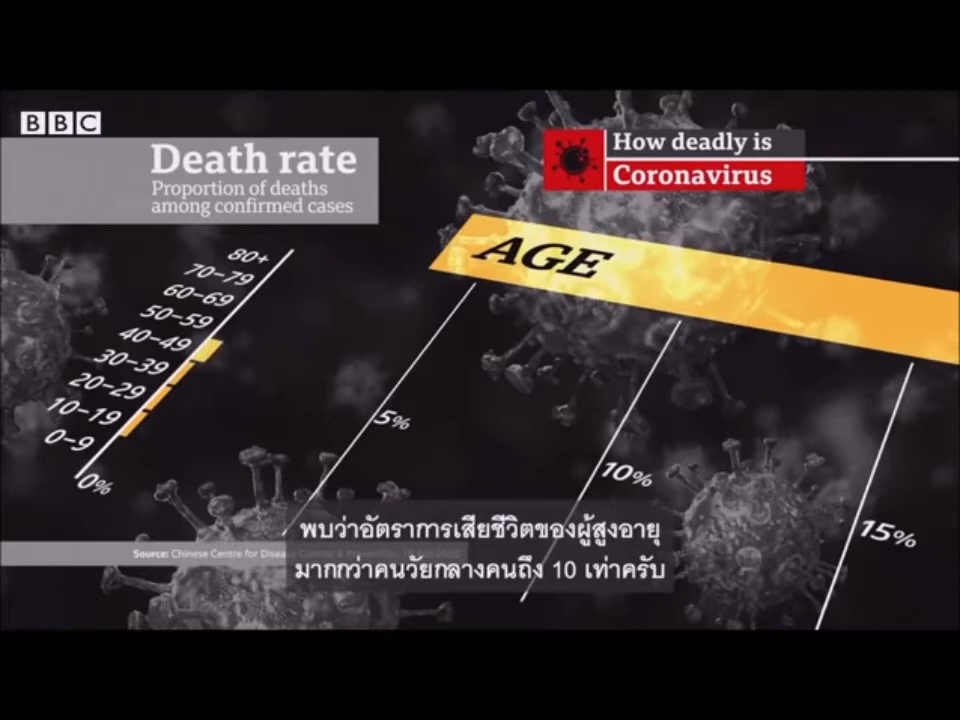 BBC
Death rate
Proportion of deaths
among confirmed cases
How deadly is
Coronavirus
AGE
80+
70-79
60-69
50-59
40-49
30-39
20-29
10-19
0-9
0%
5%
10%
15%
Source: Chinese Centre for Disease
พบว่าอัตราการเสียชีวิตของผู้สูงอายุ
มากกว่าคนวัยกลางคนถึง 10 เท่าครับ